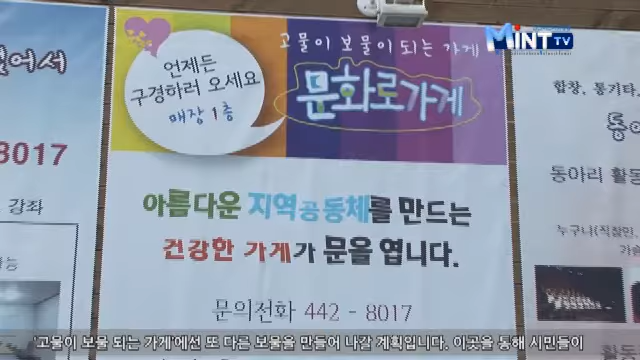 고물이 보물이 되는 가게
MINT TV
언제든
구경하러 오세요
매장 1층
문화로가게
8017
강좌
합창, 통기타,
동아리 활동
누구나(직장인,
아름다운 지역공동체를 만드는
건강한 가게가 문을 엽니다.
문의전화 442 - 8017
'고물이 보물 되는 가게'에선 또 다른 보물을 만들어 나갈 계획입니다. 이곳을 통해 시민들이